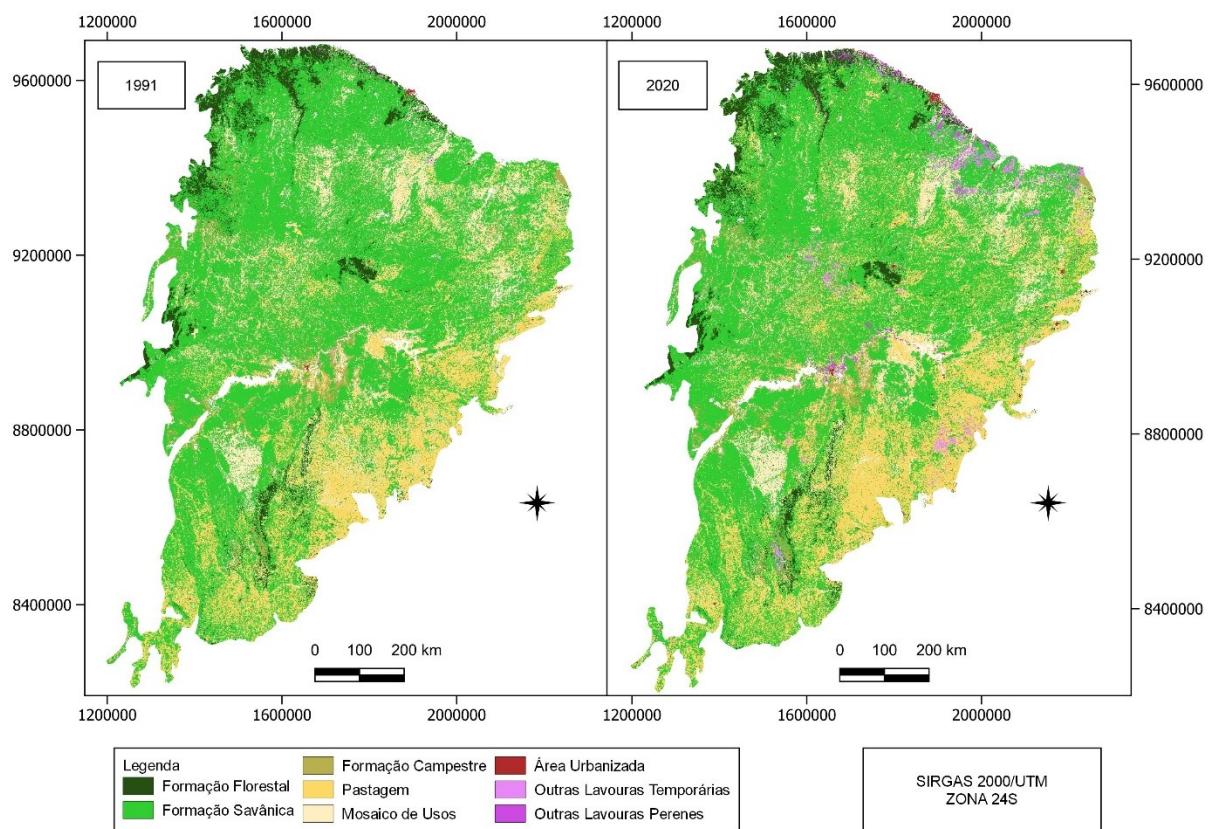 1200000 1600000 2000000 1200000 1600000 2000000
9600000 1991 2020 9600000
9200000 9200000
8800000 8800000
8400000 8400000
0 100 200 km 0 100 200 km
1200000 1600000 2000000 1200000 1600000 2000000
Legenda
Formação Florestal
Formação Savânica
Formação Campestre
Pastagem
Mosaico de Usos
Área Urbanizada
Outras Lavouras Temporárias
Outras Lavouras Perenes
SIRGAS 2000/UTM
ZONA 24S